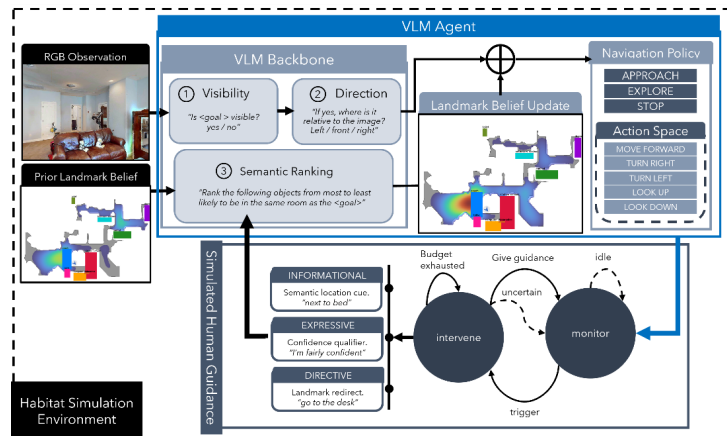 VLM Agent
RGB Observation
VLM Backbone
1 Visibility
"Is <goal> visible?
yes / no"
2 Direction
"If yes, where is it
relative to the image?
Left / front / right"
Navigation Policy
APPROACH
EXPLORE
STOP
Landmark Belief Update
3 Semantic Ranking
"Rank the following objects from most to least
likely to be in the same room as the <goal>"
Action Space
MOVE FORWARD
TURN RIGHT
TURN LEFT
LOOK UP
LOOK DOWN
Prior Landmark Belief
Simulated Human Guidance
INFORMATIONAL
Semantic location cue.
"next to bed"
EXPRESSIVE
Confidence qualifier.
"I'm fairly confident"
DIRECTIVE
Landmark redirect.
"go to the desk"
Budget
exhausted
Give guidance
idle
uncertain
intervene
monitor
trigger
Habitat Simulation
Environment